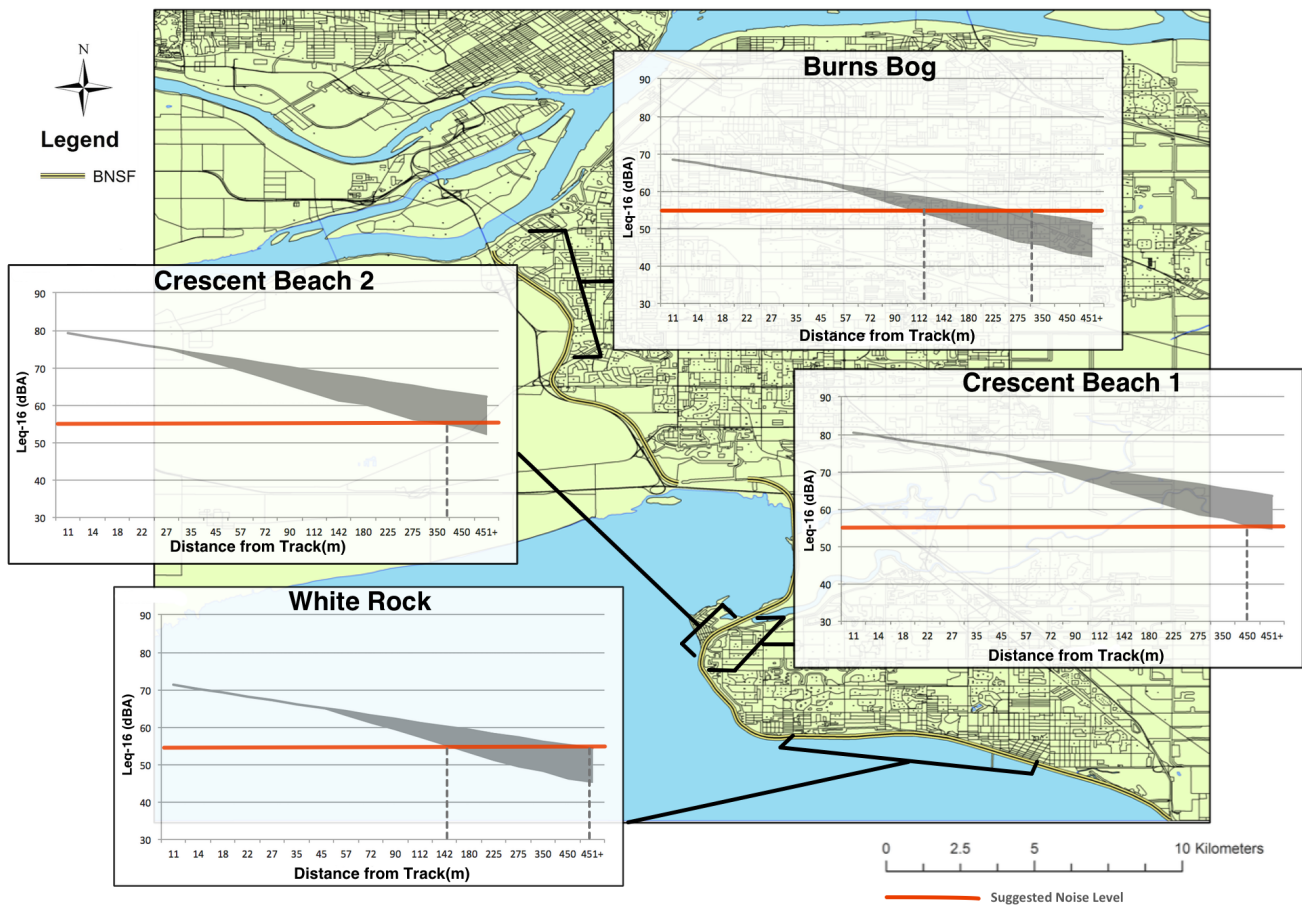 N
Legend
BNSF
Burns Bog
90
80
70
60
50
40
30
Leq-16 (dBA)
11 14 18 22 27 35 45 57 72 90 112 142 180 225 275 350 450 451+
Distance from Track(m)
Crescent Beach 2
90
80
70
60
50
40
30
Leq-16 (dBA)
11 14 18 22 27 35 45 57 72 90 112 142 180 225 350 450 451+
Distance from Track(m)
Crescent Beach 1
90
80
70
60
50
40
30
Leq-16 (dBA)
11 14 18 22 27 35 45 57 72 90 112 142 180 225 275 350 450 451+
Distance from Track(m)
White Rock
90
80
70
60
50
40
30
Leq-16 (dBA)
11 14 18 22 27 35 45 57 72 90 112 142 180 225 275 350 450 451+
Distance from Track(m)
0 2.5 5 10 Kilometers
Suggested Noise Level